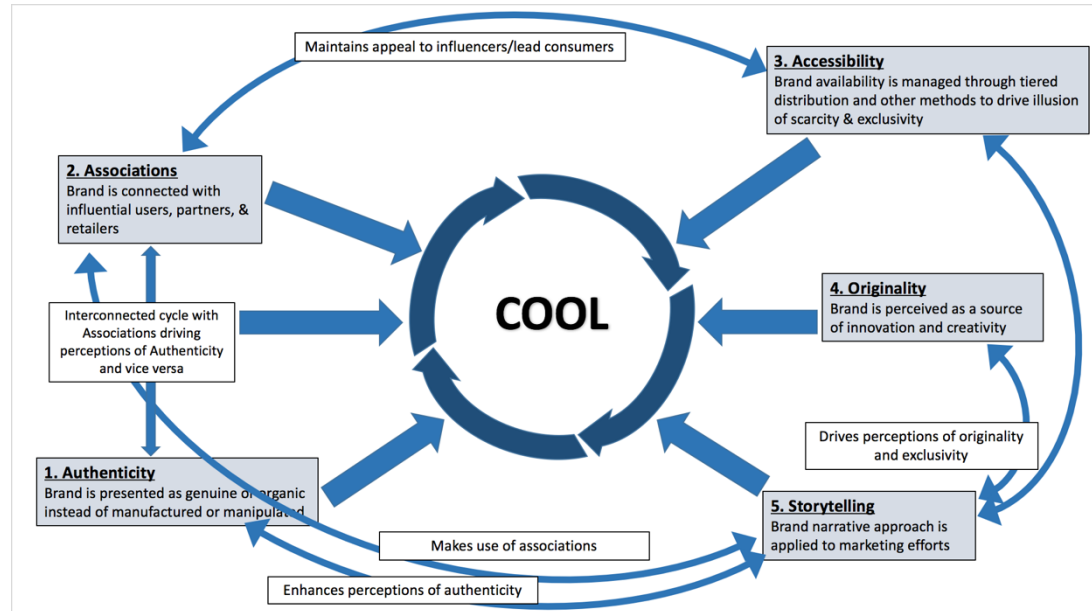 Maintains appeal to influencers/lead consumers
3. Accessibility
Brand availability is managed through tiered
distribution and other methods to drive illusion
of scarcity & exclusivity
2. Associations
Brand is connected with
influential users, partners, &
retailers
COOL
4. Originality
Brand is perceived as a source
of innovation and creativity
Interconnected cycle with
Associations driving
perceptions of Authenticity
and vice versa
Drives perceptions of originality
and exclusivity
1. Authenticity
Brand is presented as genuine or organic
instead of manufactured or manipulated
5. Storytelling
Brand narrative approach is
applied to marketing efforts
Makes use of associations
Enhances perceptions of authenticity